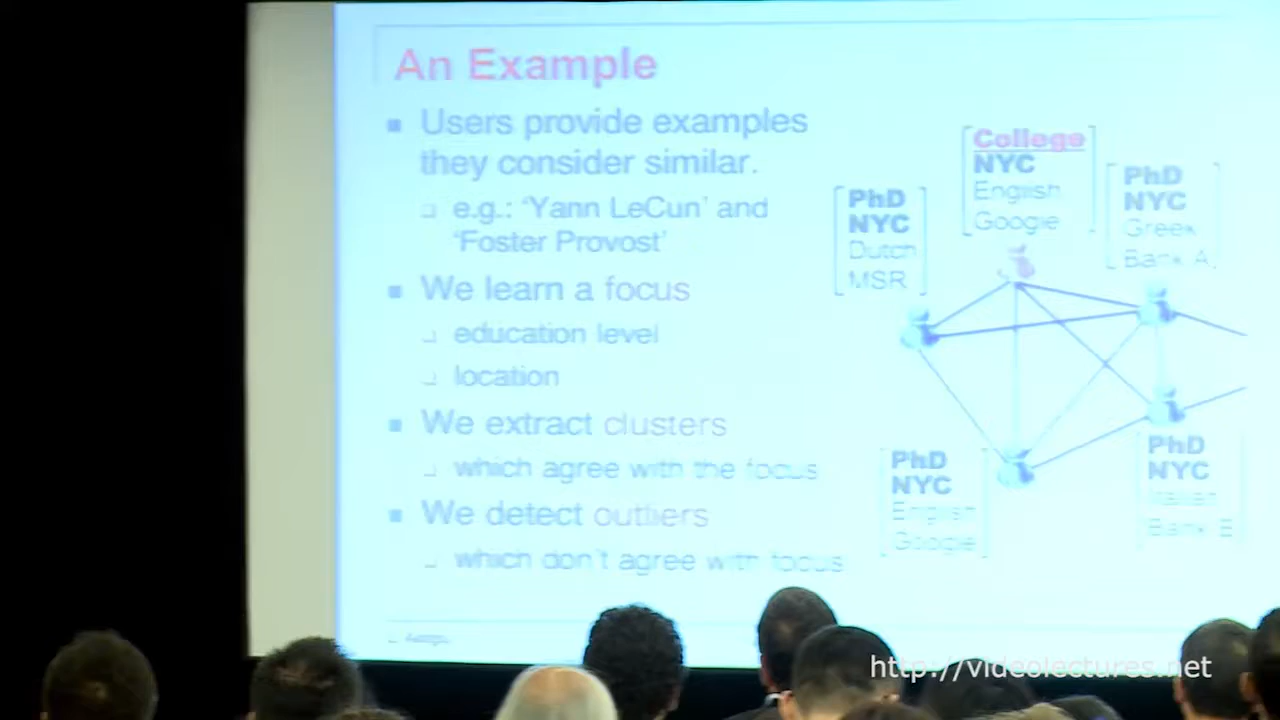 An Example
Users provide examples
they consider similar.
e.g.: ‘Yann LeCun’ and
‘Foster Provost’
We learn a focus
education level
location
We extract clusters
which agree with the focus
We detect outliers
which don't agree with focus
College
NYC
English
Google
PhD
NYC
Dutch
MSR
PhD
NYC
Greek
Bank A
PhD
NYC
English
Google
PhD
NYC
Italian
Bank B
http://videolectures.net